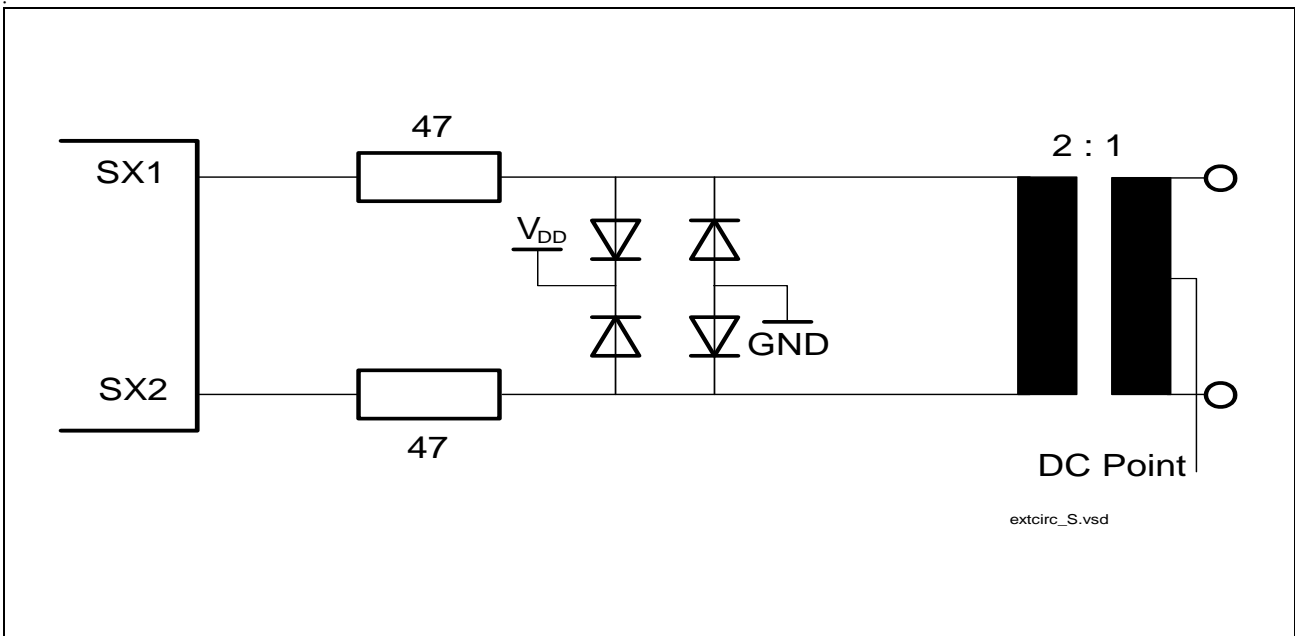 47
2 : 1
SX1
VDD
GND
SX2
47
DC Point
extcirc_S.vsd